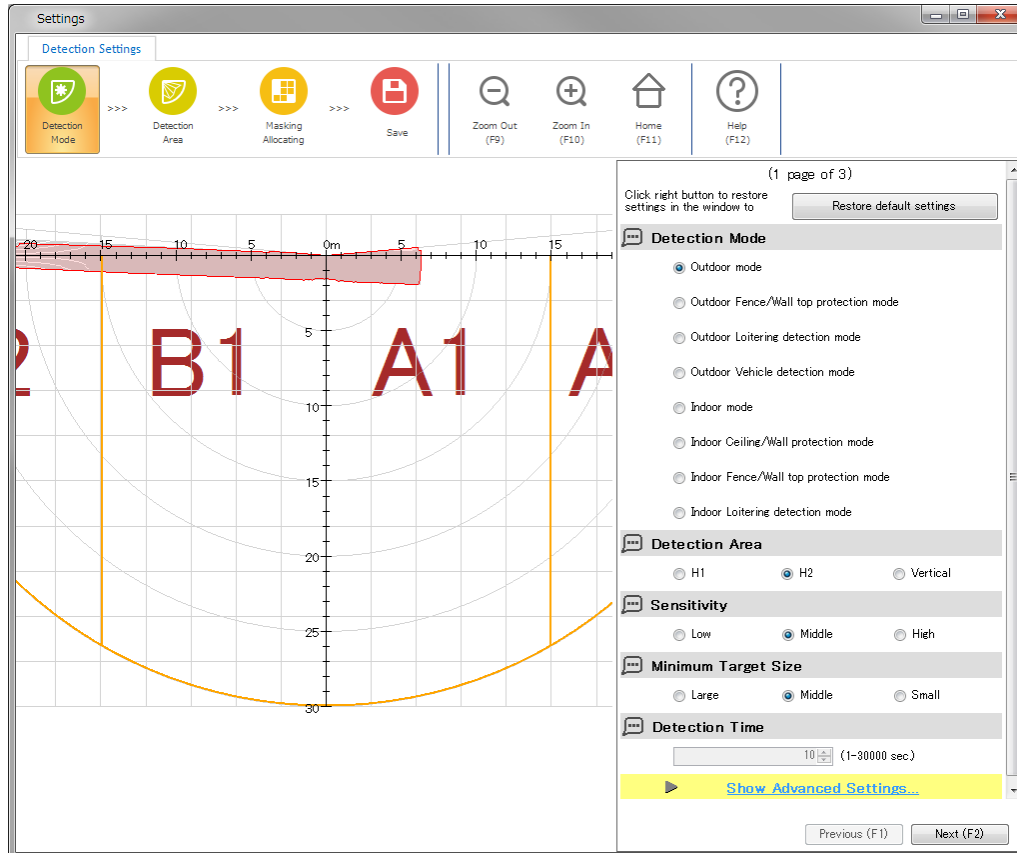 Settings
Detection Settings
Detection
Mode
>>>
Detection
Area
>>>
Masking
Allocating
>>>
Save
Zoom Out
(F9)
Zoom In
(F10)
Home
(F11)
Help
(F12)
20 15 10 5 0m 5 10 15
5
2 B1 A1 A
10
15
20
25
30
(1 page of 3)
Click right button to restore
settings in the window to
Restore default settings
Detection Mode
Outdoor mode
Outdoor Fence/Wall top protection mode
Outdoor Loitering detection mode
Outdoor Vehicle detection mode
Indoor mode
Indoor Ceiling/Wall protection mode
Indoor Fence/Wall top protection mode
Indoor Loitering detection mode
Detection Area
H1 H2 Vertical
Sensitivity
Low Middle High
Minimum Target Size
Large Middle Small
Detection Time
10 (1-30000 sec.)
Show Advanced Settings...
Previous (F1) Next (F2)